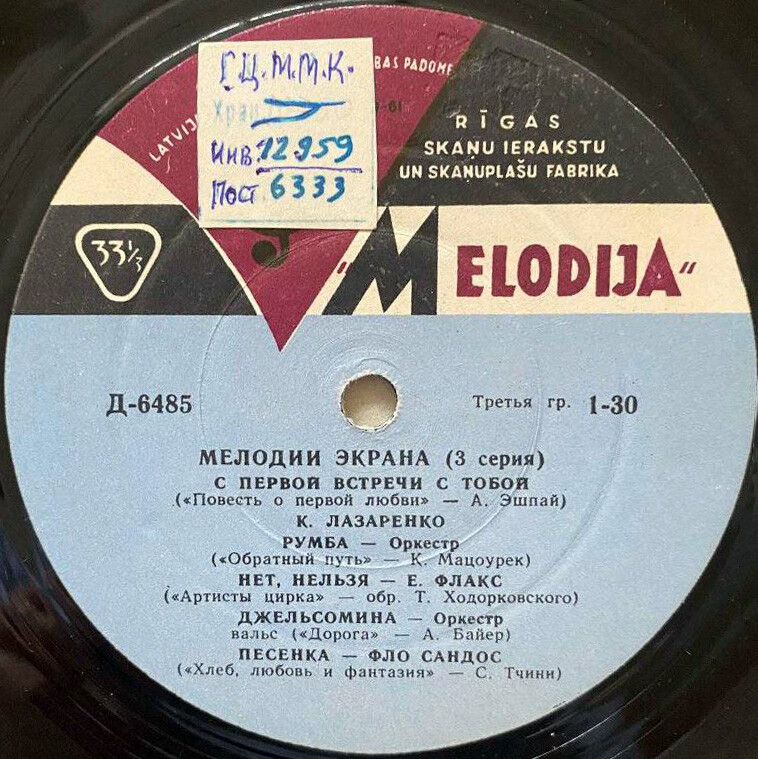 Г.Ц.М.М.К.
Инв. 12959
Пост 6333
LATVIJ
BAS PADOME
-61
RĪGAS
SKAŅU IERAKSTU
UN SKAŅUPLAŠU FABRIKA
33⅓
"MELODIJA"
Д-6485
Третья гр. 1-30
МЕЛОДИИ ЭКРАНА (3 серия)
С ПЕРВОЙ ВСТРЕЧИ С ТОБОЙ
(«Повесть о первой любви» — А. Эшпай)
К. ЛАЗАРЕНКО
РУМБА — Оркестр
(«Обратный путь» — К. Мацоурек)
НЕТ, НЕЛЬЗЯ — Е. ФЛАКС
(«Артисты цирка» — обр. Т. Ходорковского)
ДЖЕЛЬСОМИНА — Оркестр
вальс («Дорога» — А. Байер)
ПЕСЕНКА — ФЛО САНДОС
(«Хлеб, любовь и фантазия» — С. Тчини)